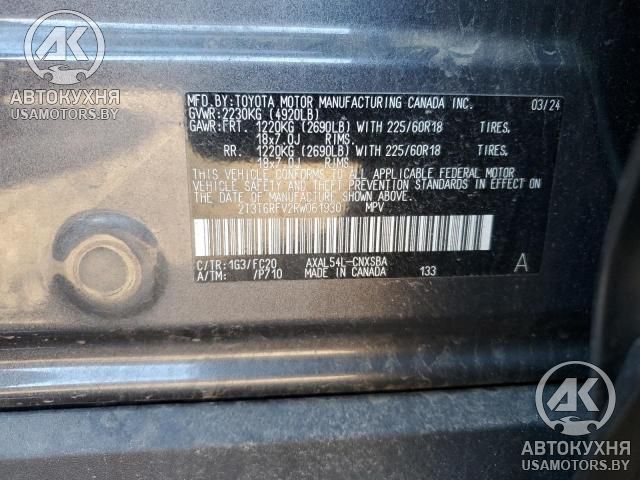 АК
АВТОКУХНЯ
USAMOTORS.BY
MFD.BY:TOYOTA MOTOR MANUFACTURING CANADA INC. 03/24
GVWR:2230KG (4920LB)
GAWR:FRT. 1220KG (2690LB) WITH 225/60R18 TIRES,
18x7.0J RIMS
RR. 1220KG (2690LB) WITH 225/60R18 TIRES,
18x7.0J RIMS
THIS VEHICLE CONFORMS TO ALL APPLICABLE FEDERAL MOTOR
VEHICLE SAFETY AND THEFT PREVENTION STANDARDS IN EFFECT ON
THE DATE OF MANUFACTURE SHOWN ABOVE.
2T3T6RFV2RW061930 MPV
C/TR:1G3/FC20 AXAL54L-CNXSBA A
A/TM: /P710 MADE IN CANADA 133
АК
АВТОКУХНЯ
USAMOTORS.BY